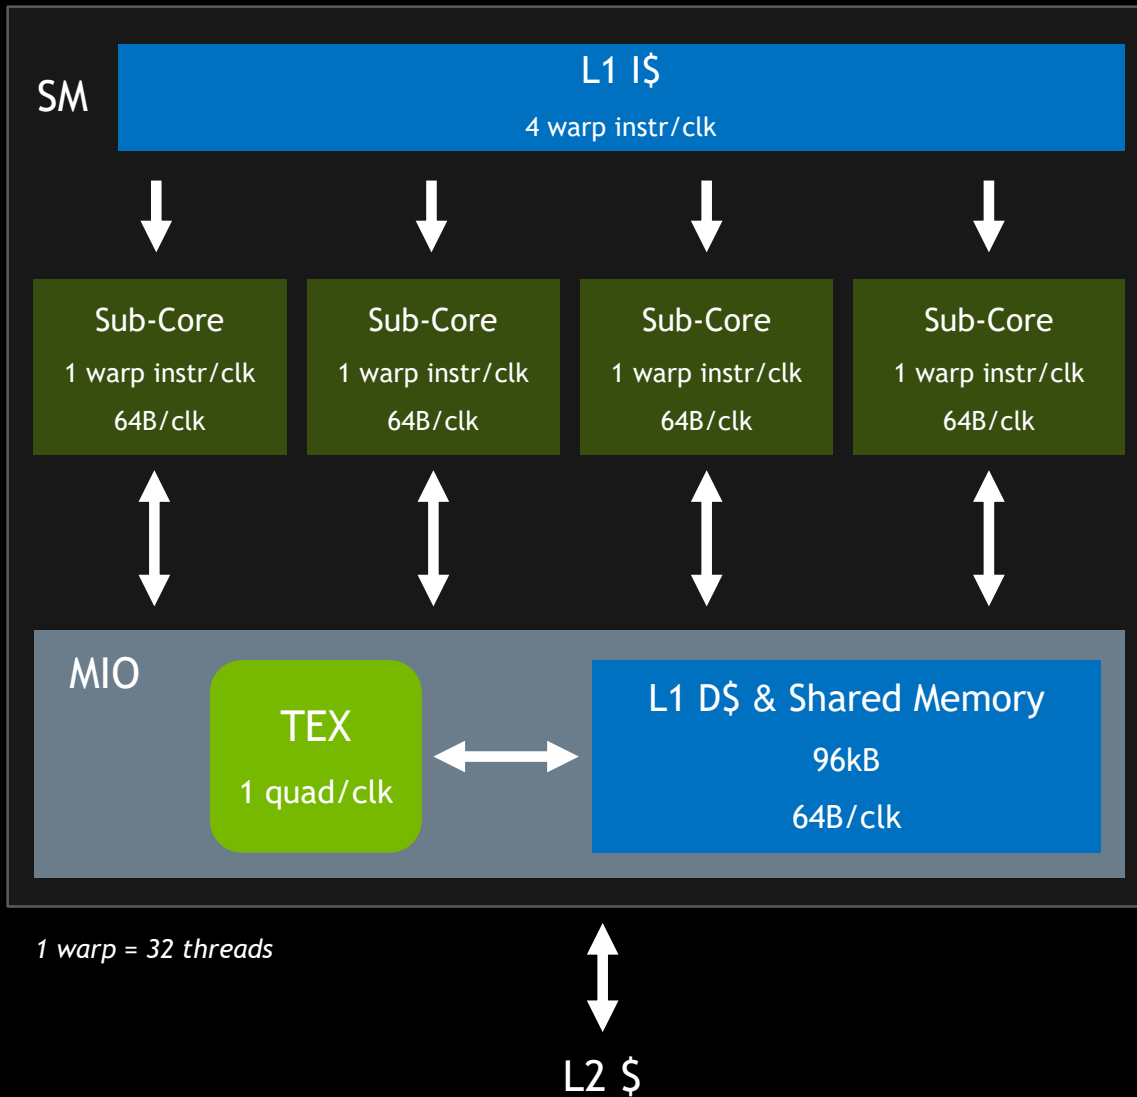 SM
L1 I$
4 warp instr/clk
Sub-Core
1 warp instr/clk
64B/clk
Sub-Core
1 warp instr/clk
64B/clk
Sub-Core
1 warp instr/clk
64B/clk
Sub-Core
1 warp instr/clk
64B/clk
MIO
TEX
1 quad/clk
L1 D$ & Shared Memory
96kB
64B/clk
1 warp = 32 threads
L2 $